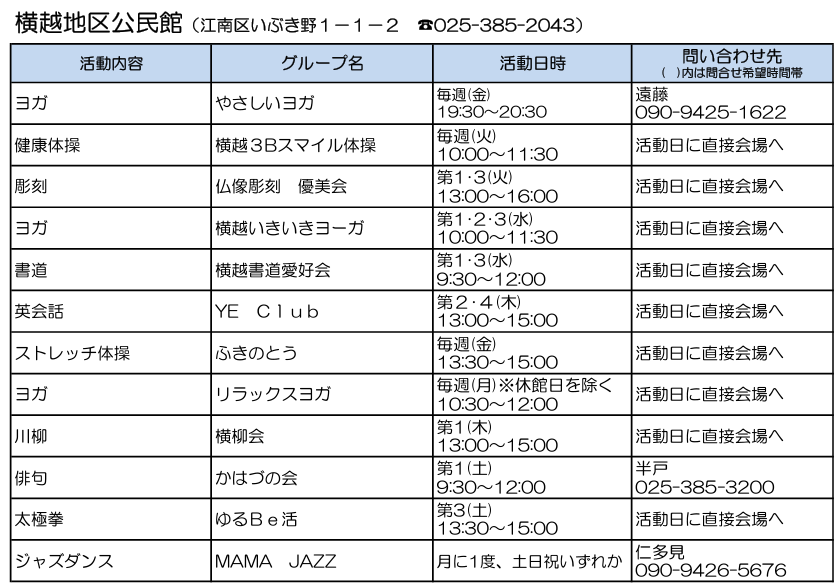 横越地区公民館（江南区いぶき野１－１－２　☎025-385-2043）
活動内容　グループ名　活動日時　問い合わせ先
（　）内は問合せ希望時間帯
ヨガ　やさしいヨガ　毎週(金)　遠藤
19:30～20:30　090-9425-1622
健康体操　横越３Bスマイル体操　毎週(火)　活動日に直接会場へ
10:00～11:30
彫刻　仏像彫刻　優美会　第1・3(火)　活動日に直接会場へ
13:00～16:00
ヨガ　横越いきいきヨーガ　第1・2・3(水)　活動日に直接会場へ
10:00～11:30
書道　横越書道愛好会　第1・3(水)　活動日に直接会場へ
9:30～12:00
英会話　YE　Ｃｌｕｂ　第２・４(木)　活動日に直接会場へ
13:00～15:00
ストレッチ体操　ふきのとう　毎週(金)　活動日に直接会場へ
13:30～15:00
ヨガ　リラックスヨガ　毎週(月)※休館日を除く　活動日に直接会場へ
10:30～12:00
川柳　横柳会　第1(木)　活動日に直接会場へ
13:00～15:00
俳句　かはづの会　第1(土)　半戸
9:30～12:00　025-385-3200
太極拳　ゆるＢｅ活　第3(土)　活動日に直接会場へ
13:30～15:00
ジャズダンス　MAMA　JAZZ　月に1度、土日祝いずれか　仁多見
090-9426-5676